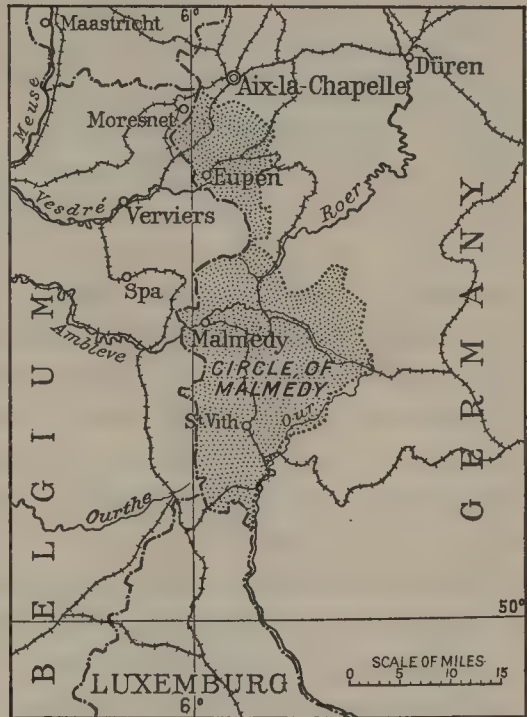 6°
Maastricht
Düren
Aix-la-Chapelle
Meuse
Moresnet
Eupen
Roer
Vesdré
Verviers
Spa
Malmedy
Ambleve
CIRCLE OF
MALMEDY
St Vith
Our
Ourthe
BELGIUM
GERMANY
50°
SCALE OF MILES
0 5 10 15
LUXEMBURG
6°